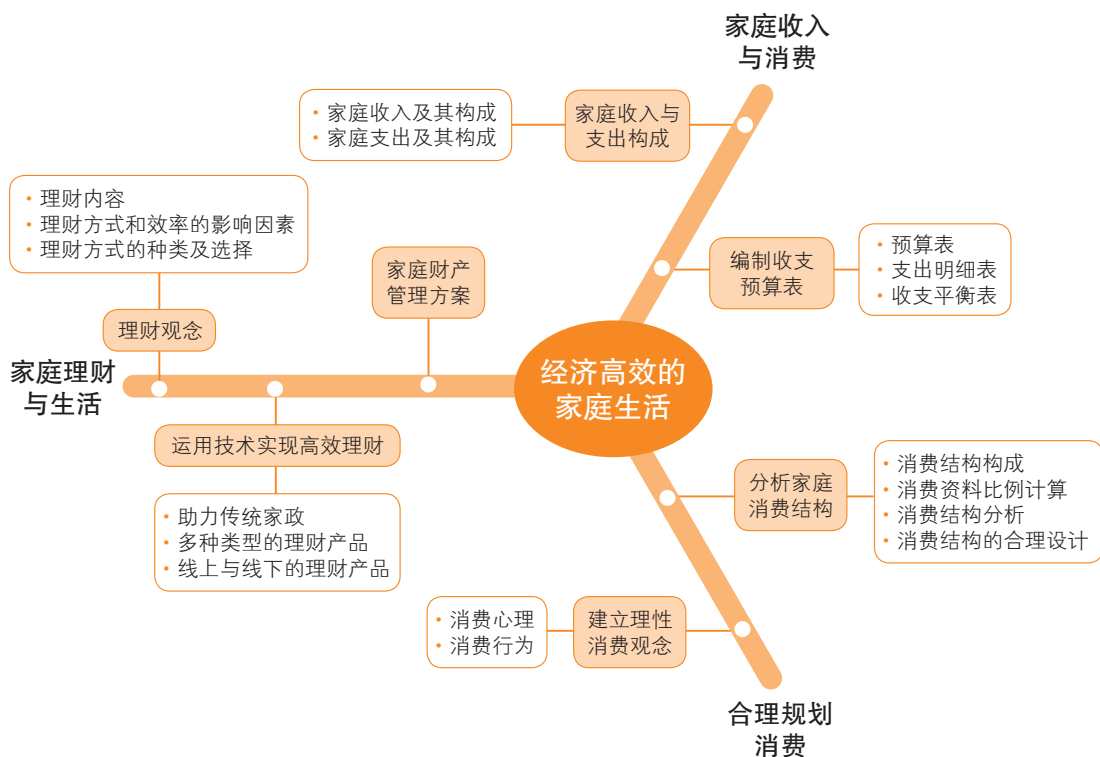 家庭收入
与消费
• 家庭收入及其构成
• 家庭支出及其构成
家庭收入与
支出构成
• 理财内容
• 理财方式和效率的影响因素
• 理财方式的种类及选择
家庭财产
管理方案
编制收支
预算表
• 预算表
• 支出明细表
• 收支平衡表
理财观念
家庭理财
与生活
经济高效的
家庭生活
运用技术实现高效理财
• 助力传统家政
• 多种类型的理财产品
• 线上与线下的理财产品
分析家庭
消费结构
• 消费结构构成
• 消费资料比例计算
• 消费结构分析
• 消费结构的合理设计
• 消费心理
• 消费行为
建立理性
消费观念
合理规划
消费